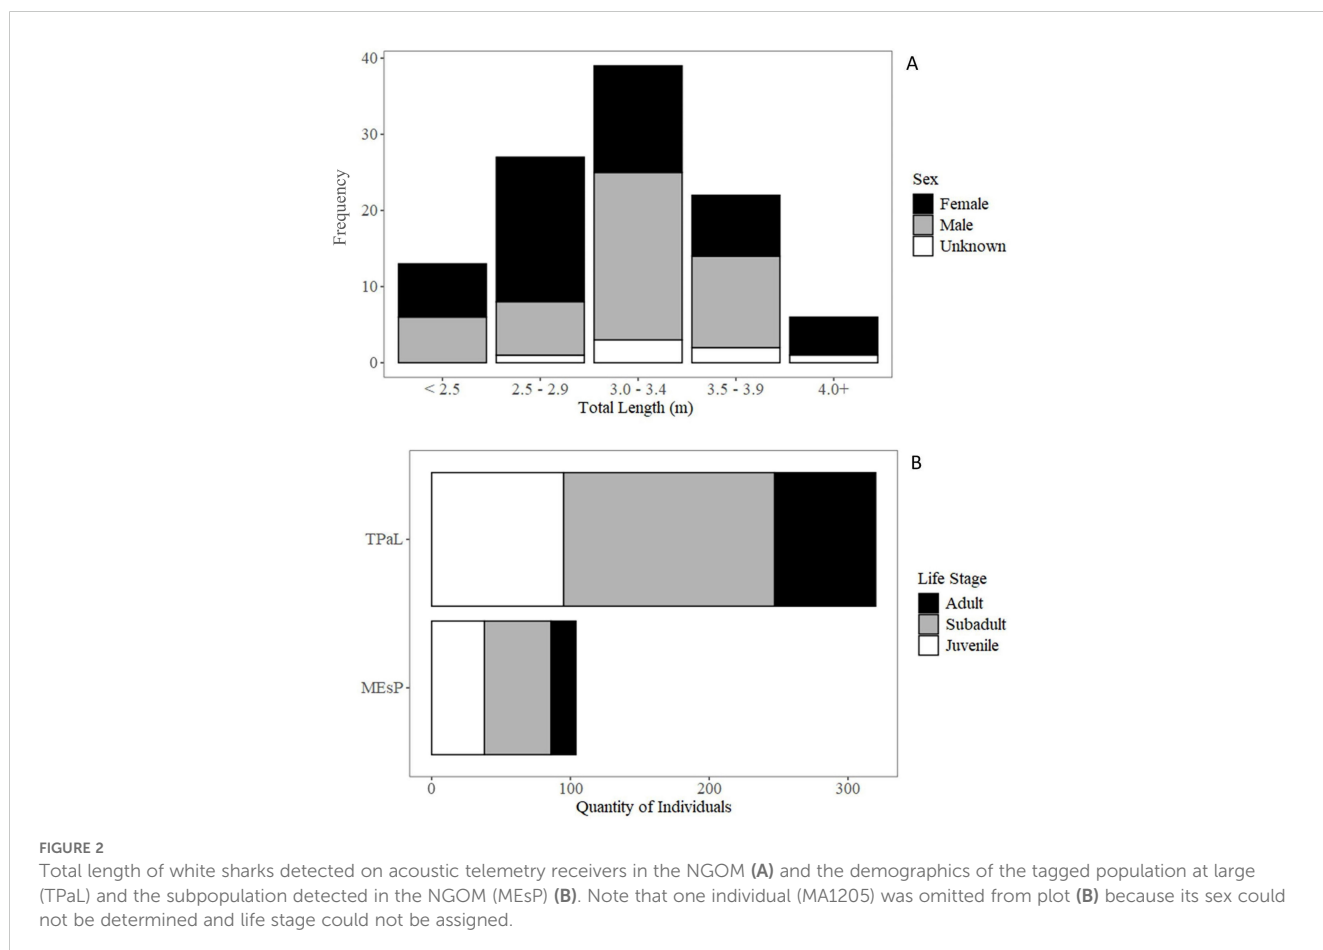 A
40
30
20
10
0
Frequency
< 2.5
2.5 - 2.9
3.0 - 3.4
3.5 - 3.9
4.0+
Total Length (m)
Sex
Female
Male
Unknown
B
TPaL
MEsP
0
100
200
300
Quantity of Individuals
Life Stage
Adult
Subadult
Juvenile
FIGURE 2
Total length of white sharks detected on acoustic telemetry receivers in the NGOM (A) and the demographics of the tagged population at large
(TPaL) and the subpopulation detected in the NGOM (MEsP) (B). Note that one individual (MA1205) was omitted from plot (B) because its sex could
not be determined and life stage could not be assigned.